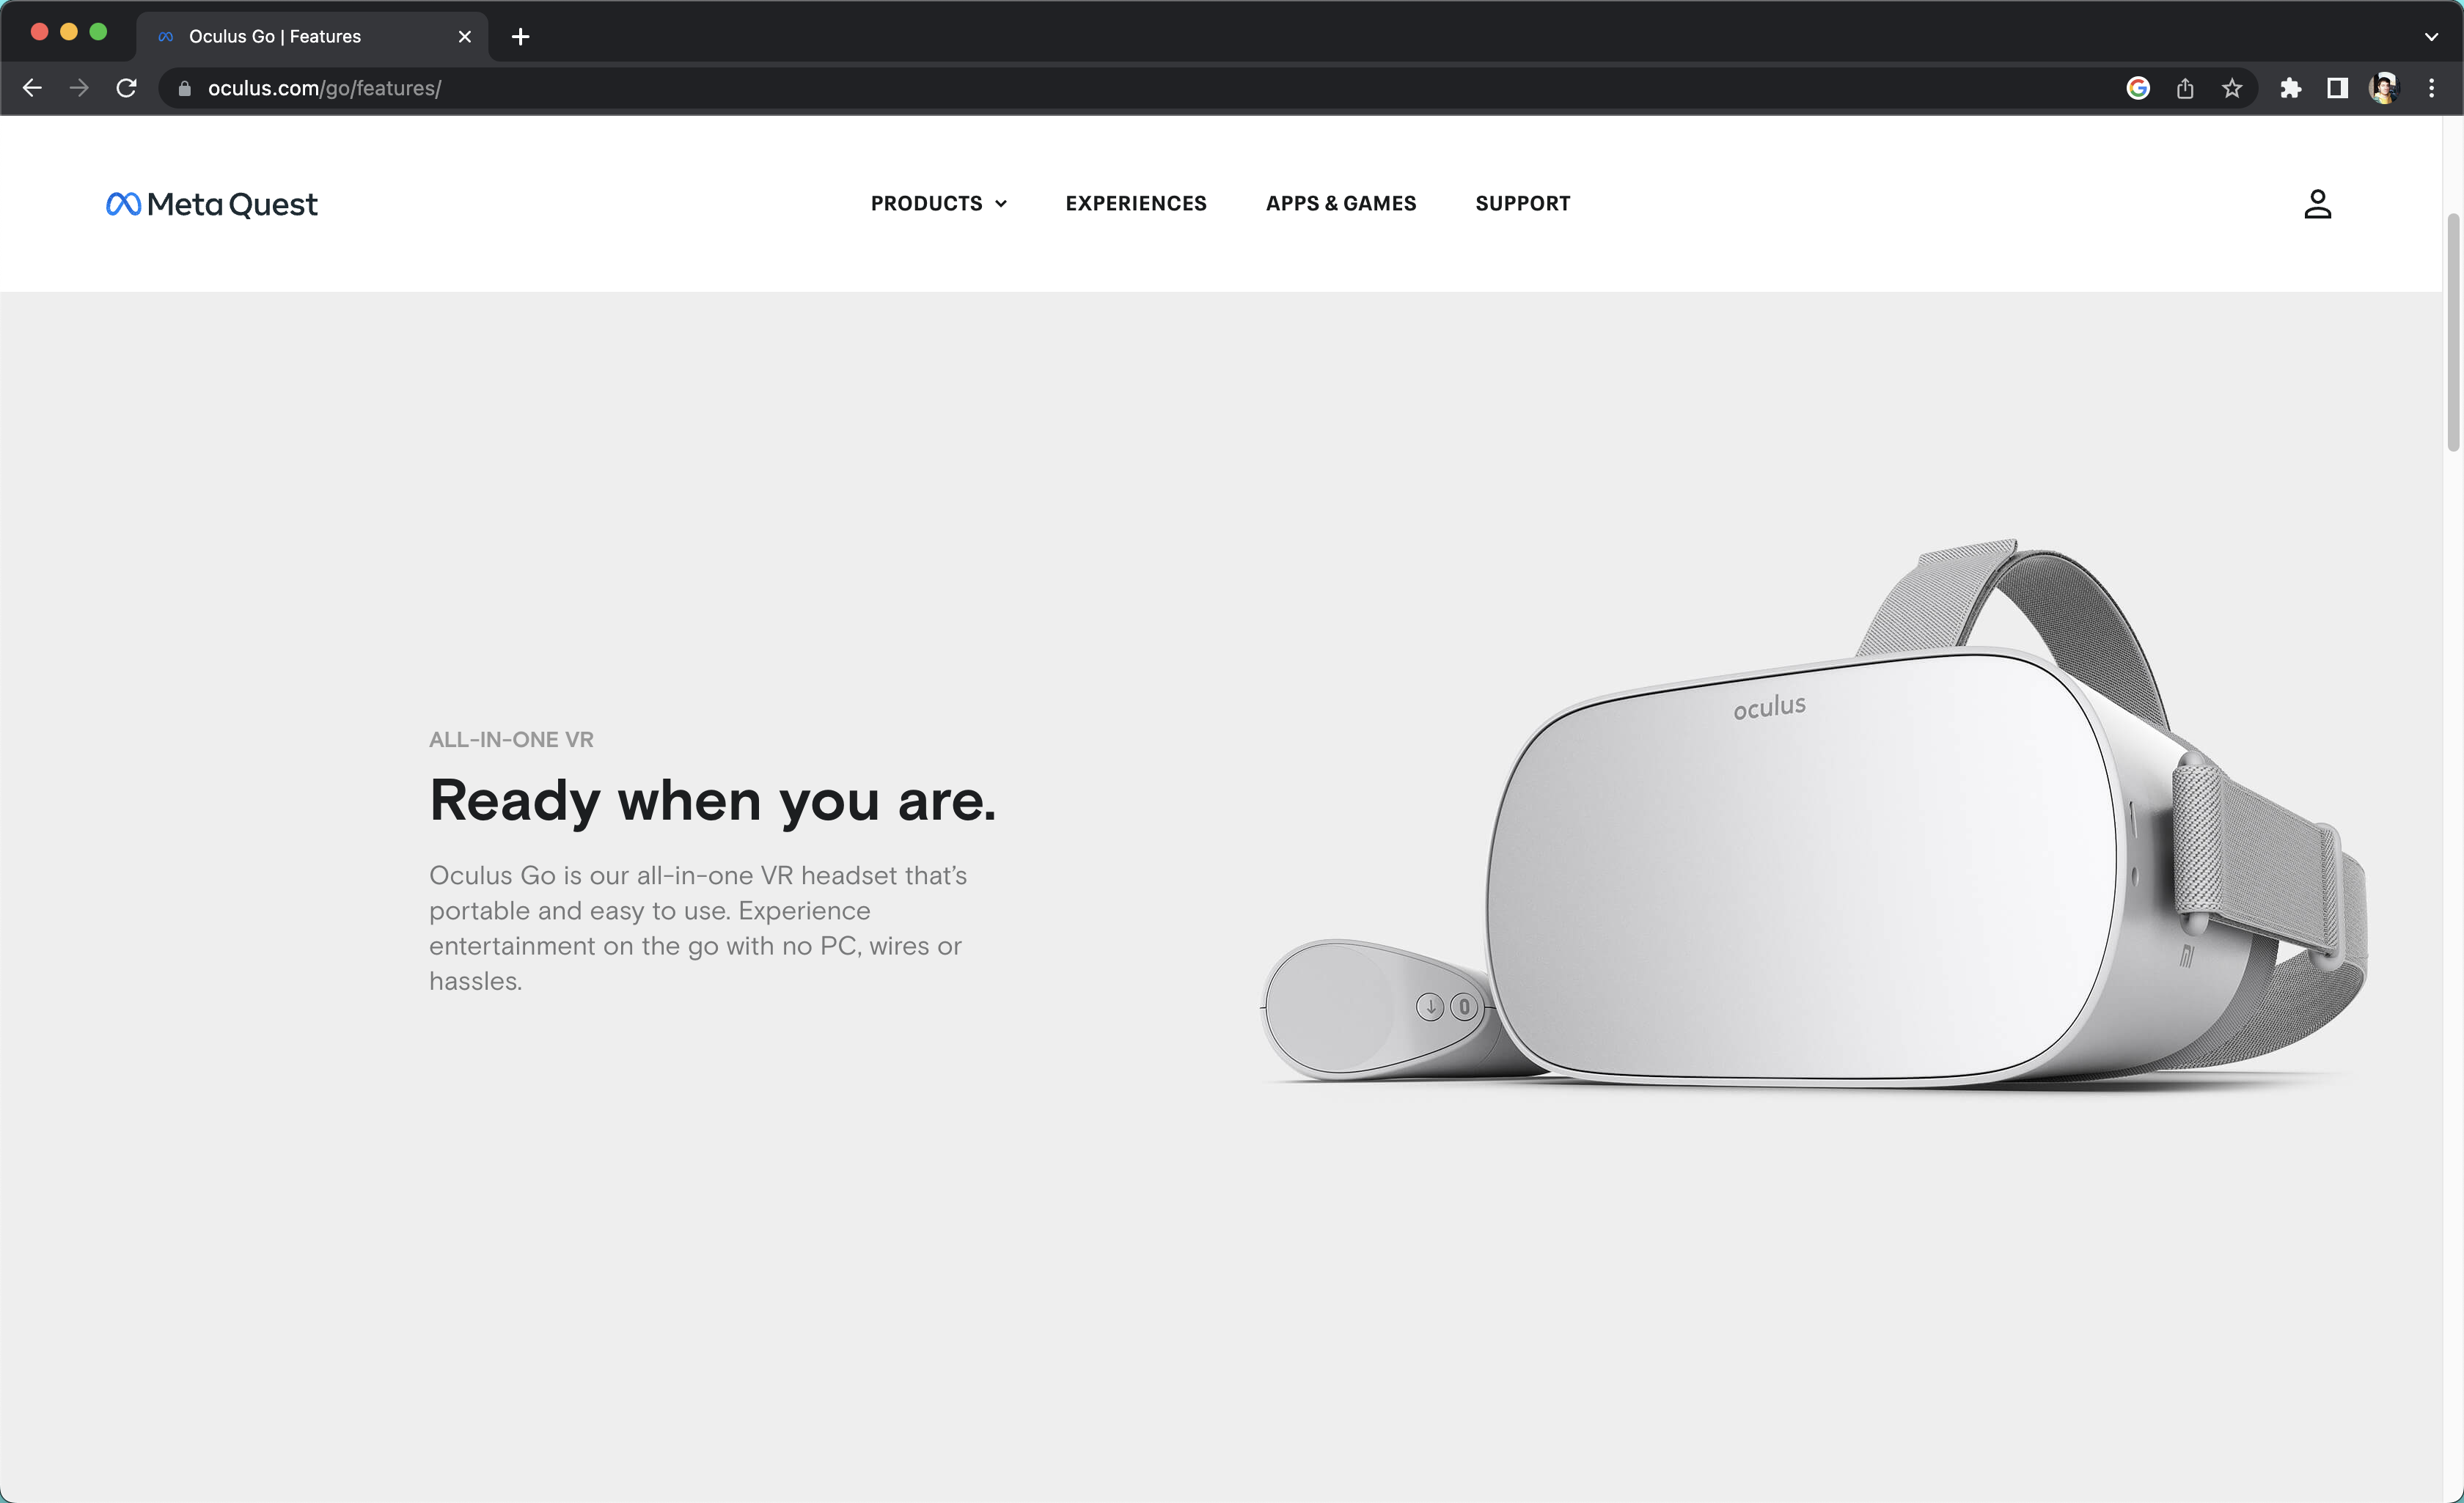 Oculus Go | Features
oculus.com/go/features/
Meta Quest
PRODUCTS
EXPERIENCES
APPS & GAMES
SUPPORT
oculus
ALL-IN-ONE VR
Ready when you are.
Oculus Go is our all-in-one VR headset that’s
portable and easy to use. Experience
entertainment on the go with no PC, wires or
hassles.